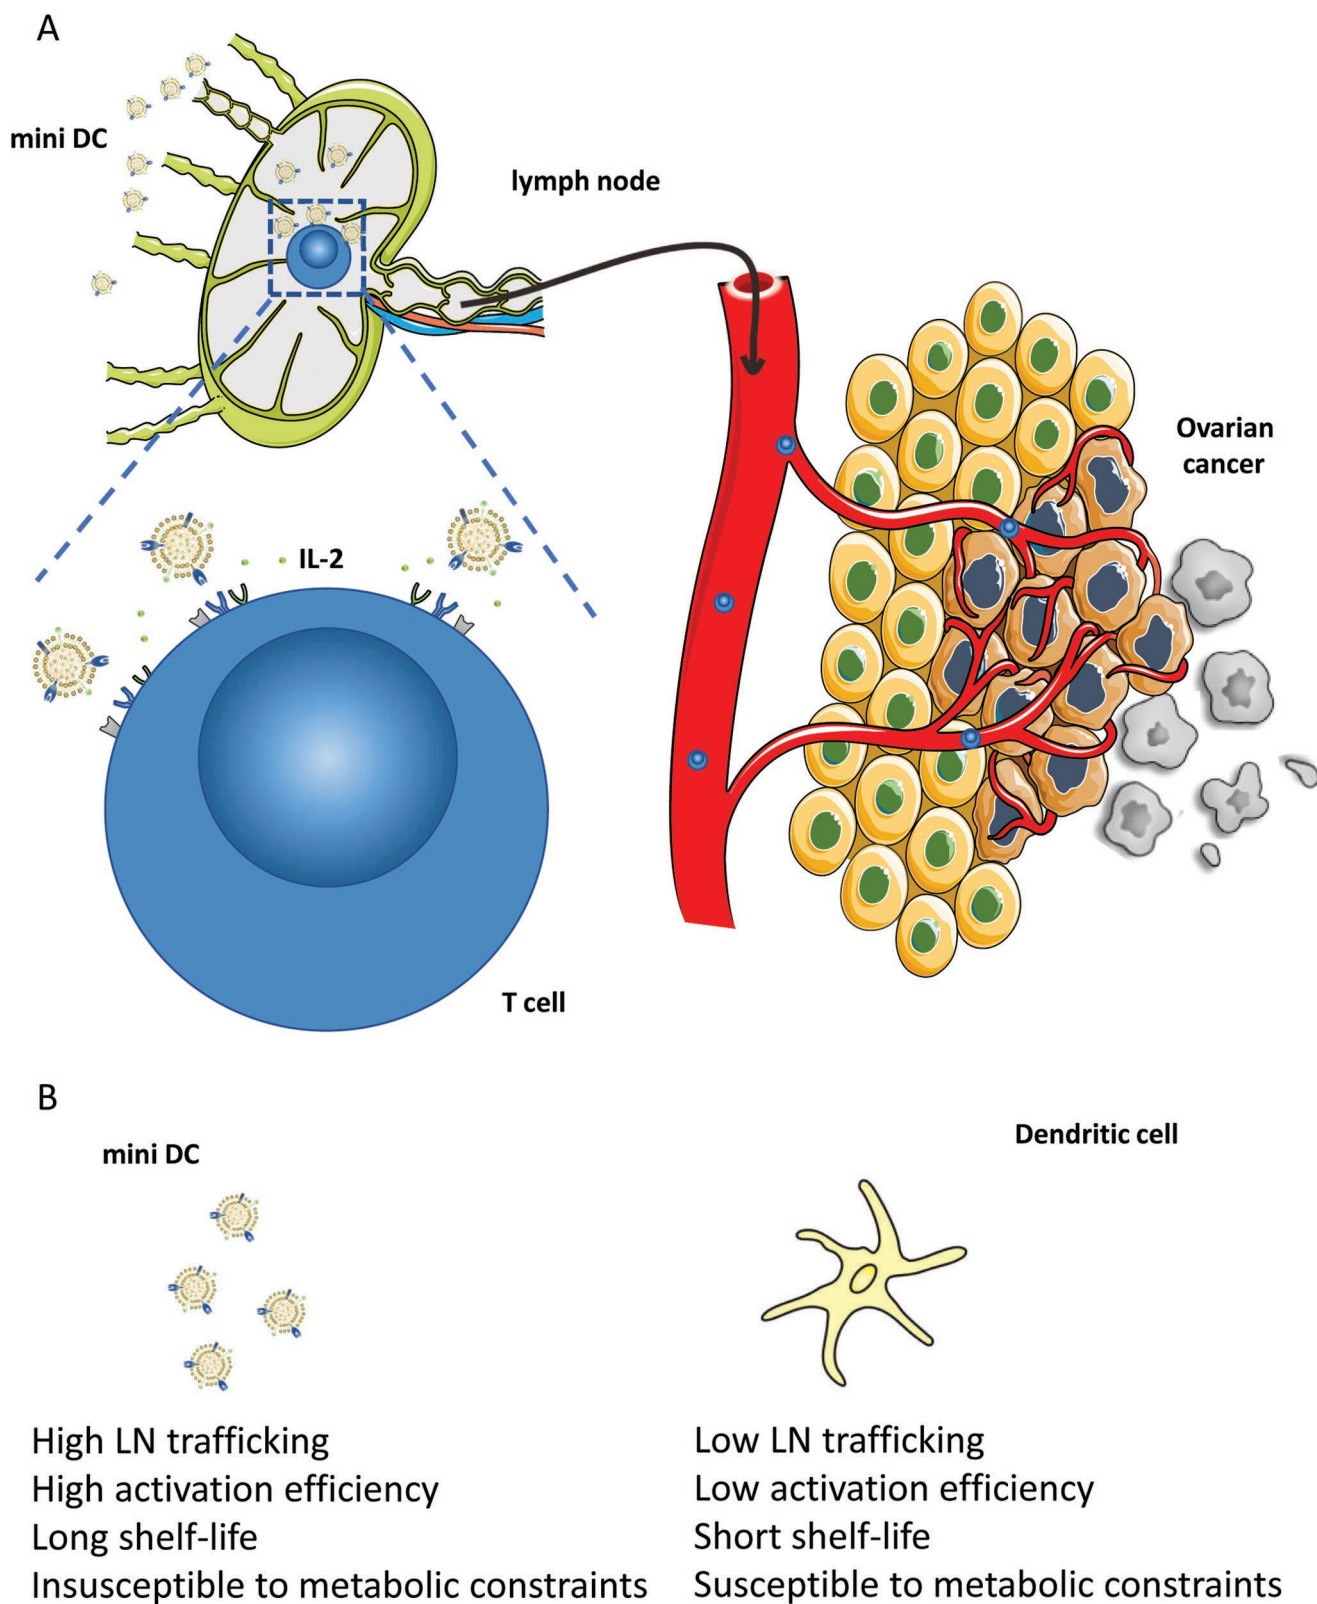 A
mini DC
lymph node
Ovarian
cancer
IL-2
T cell
B
mini DC
Dendritic cell
High LN trafficking
High activation efficiency
Long shelf-life
Insusceptible to metabolic constraints
Low LN trafficking
Low activation efficiency
Short shelf-life
Susceptible to metabolic constraints